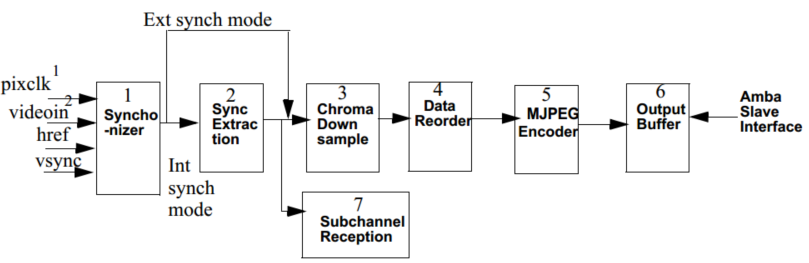 Ext synch mode
pixclk 1
videoin 2
href
vsync
1
Syncho
-nizer
Int
synch
mode
2
Sync
Extrac
tion
3
Chroma
Down
sample
4
Data
Reorder
5
MJPEG
Encoder
6
Output
Buffer
Amba
Slave
Interface
7
Subchannel
Reception